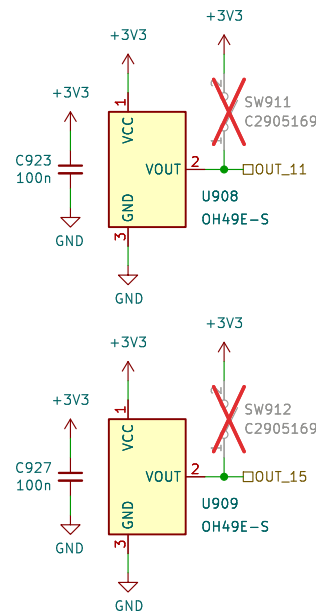 +3V3
+3V3
+3V3
SW911
C2905169
C923
100n
GND
1
VCC
VOUT
GND
2
3
OUT_11
U908
OH49E-S
GND
+3V3
+3V3
+3V3
SW912
C2905169
C927
100n
GND
1
VCC
VOUT
GND
2
3
OUT_15
U909
OH49E-S
GND